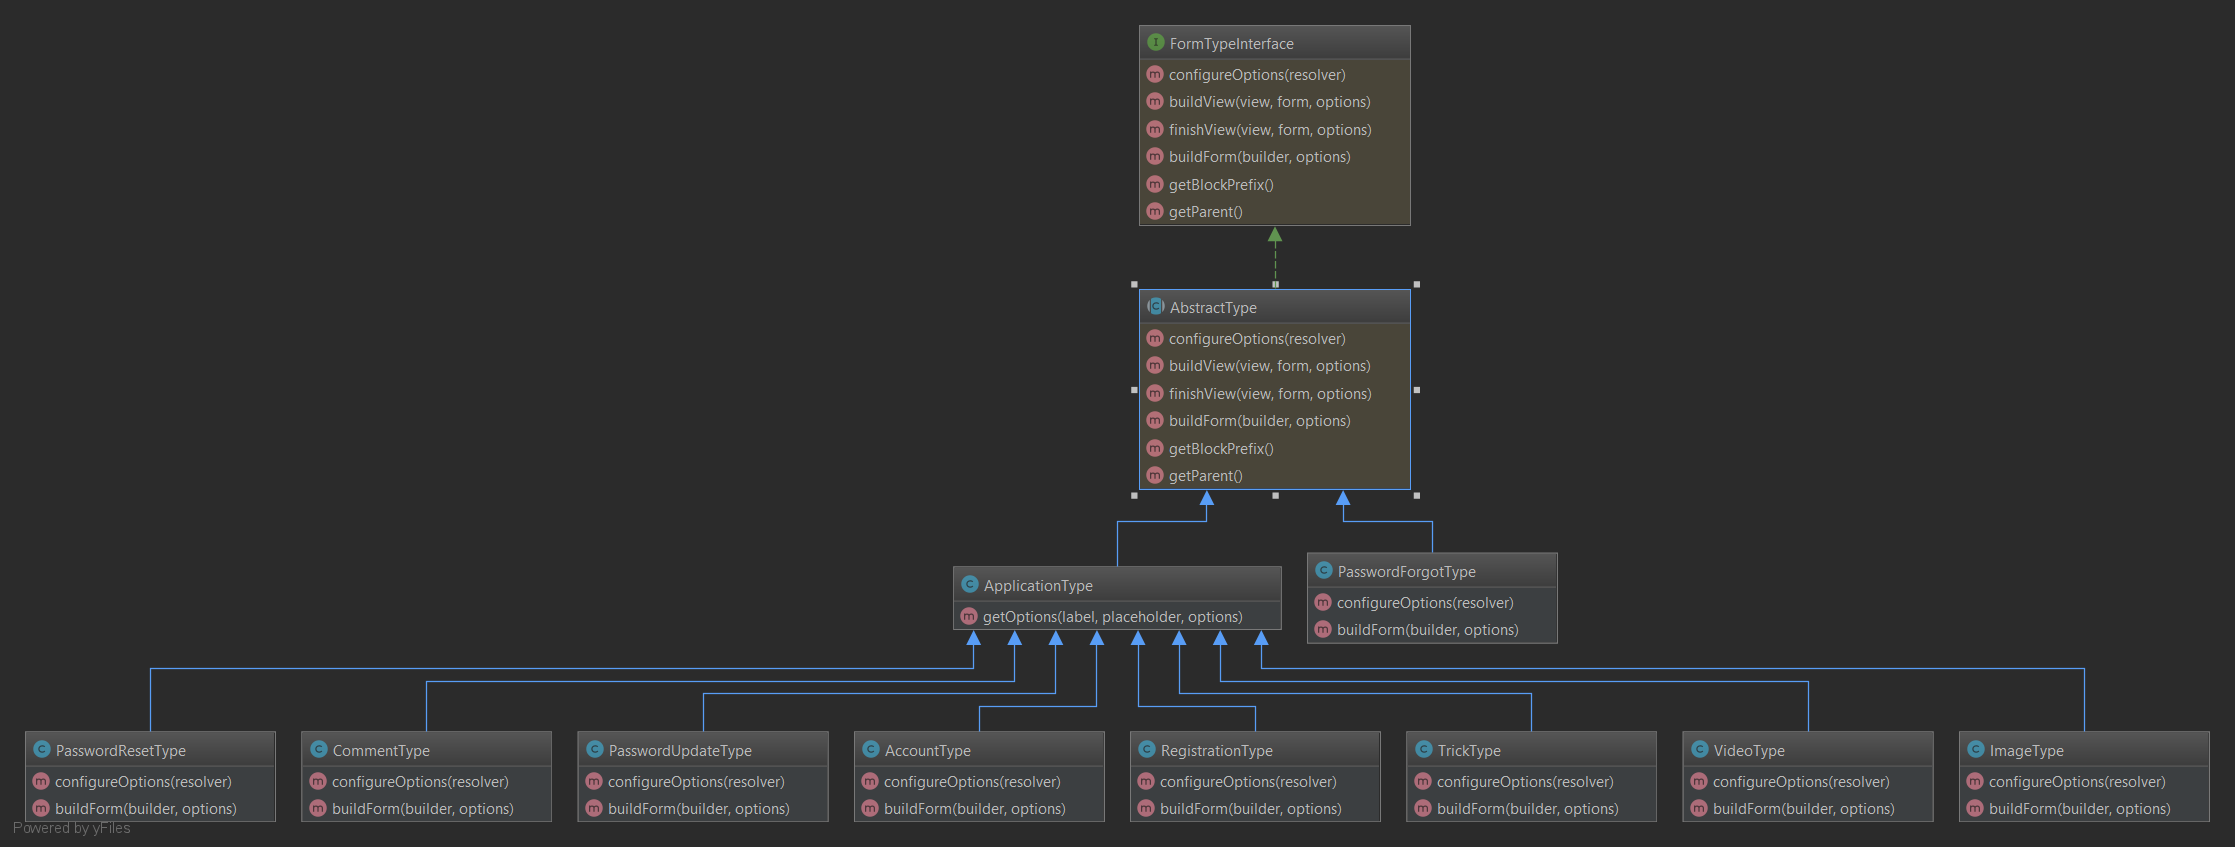 FormTypeInterface
configureOptions(resolver)
buildView(view, form, options)
finishView(view, form, options)
buildForm(builder, options)
getBlockPrefix()
getParent()
AbstractType
configureOptions(resolver)
buildView(view, form, options)
finishView(view, form, options)
buildForm(builder, options)
getBlockPrefix()
getParent()
ApplicationType
getOptions(label, placeholder, options)
PasswordForgotType
configureOptions(resolver)
buildForm(builder, options)
PasswordResetType
configureOptions(resolver)
buildForm(builder, options)
CommentType
configureOptions(resolver)
buildForm(builder, options)
PasswordUpdateType
configureOptions(resolver)
buildForm(builder, options)
AccountType
configureOptions(resolver)
buildForm(builder, options)
RegistrationType
configureOptions(resolver)
buildForm(builder, options)
TrickType
configureOptions(resolver)
buildForm(builder, options)
VideoType
configureOptions(resolver)
buildForm(builder, options)
ImageType
configureOptions(resolver)
buildForm(builder, options)
Powered by yFiles